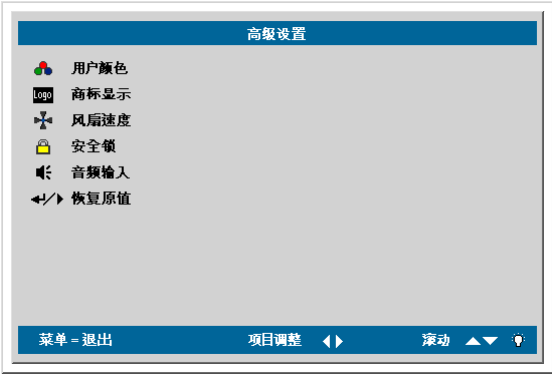 高级设置
用户颜色
Logo 商标显示
风扇速度
安全锁
音频输入
恢复原值
菜单 = 退出 项目调整 滚动